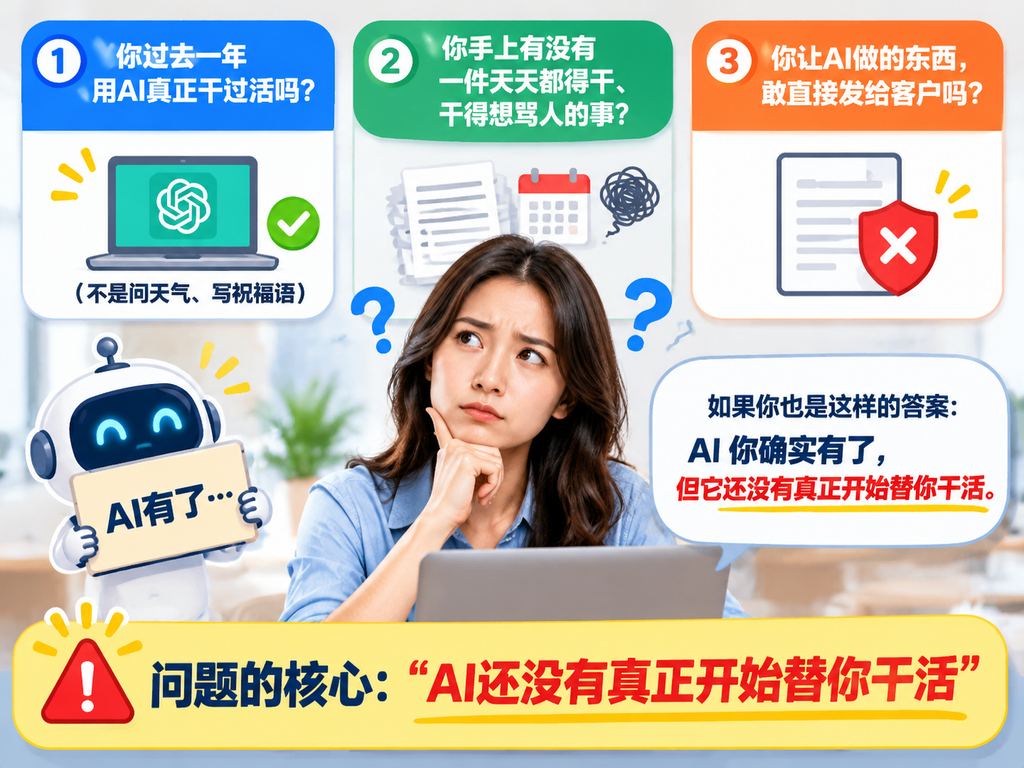 1
你过去一年
用AI真正干过活吗？
（不是问天气、写祝福语）
2
你手上有没有
一件天天都得干、
干得想骂人的事？
3
你让AI做的东西，
敢直接发给客户吗？
?
?
AI有了…
如果你也是这样的答案：
AI 你确实有了，
但它还没有真正开始替你干活。
!
问题的核心：“AI还没有真正开始替你干活”